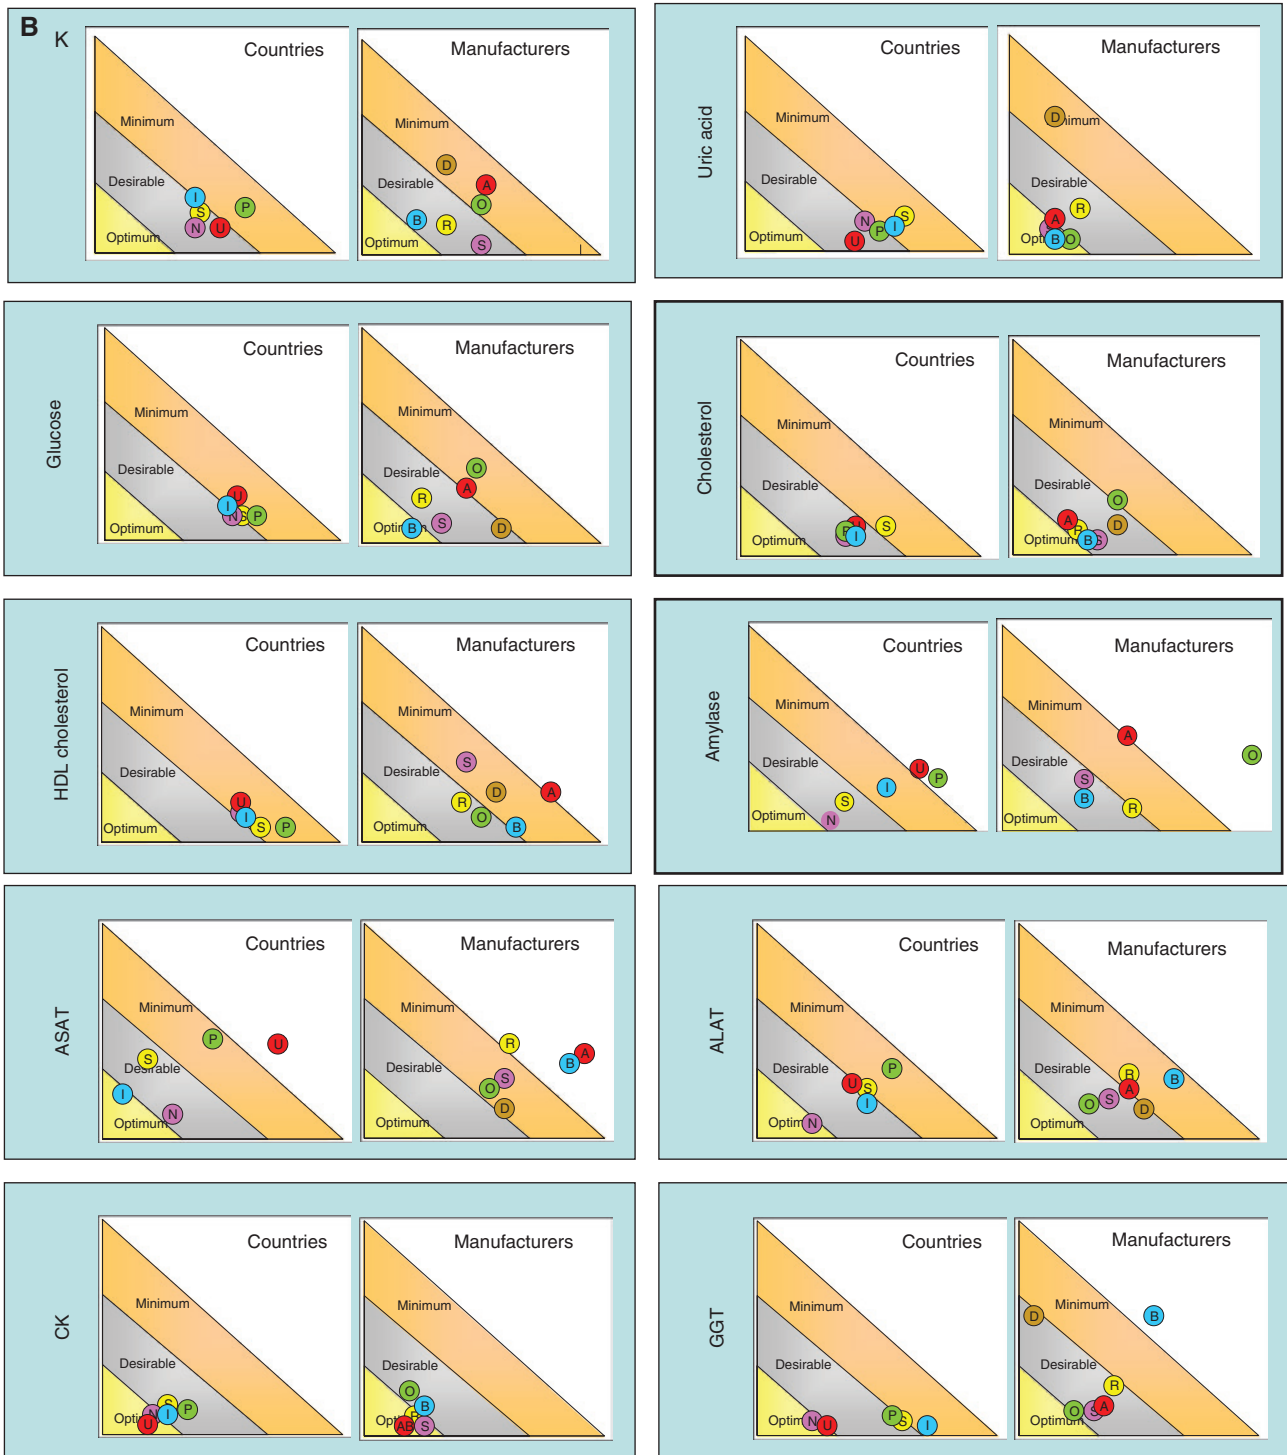 B
K
Countries
Minimum
Desirable
Optimum
I
S
P
N
U
Manufacturers
Minimum
Desirable
Optimum
D
A
O
B
R
S
Uric acid
Countries
Minimum
Desirable
Optimum
N
S
P
I
U
Manufacturers
Desirable
D
R
A
B
O
Glucose
Countries
Minimum
Desirable
Optimum
U
I
N
S
P
Manufacturers
Minimum
Desirable
O
A
R
B
S
D
Cholesterol
Countries
Minimum
Desirable
Optimum
U
S
P
I
Manufacturers
Minimum
Desirable
Optimum
O
A
D
R
B
S
HDL cholesterol
Countries
Minimum
Desirable
Optimum
U
I
S
P
Manufacturers
Minimum
Desirable
Optimum
S
D
A
R
O
B
Amylase
Countries
Minimum
Desirable
Optimum
U
P
I
S
N
Manufacturers
Minimum
Desirable
Optimum
A
O
S
B
R
ASAT
Countries
Minimum
Desirable
Optimum
P
U
S
I
N
Manufacturers
Minimum
Desirable
Optimum
R
A
B
S
O
D
ALAT
Countries
Minimum
Desirable
P
U
S
I
N
Manufacturers
Minimum
Desirable
Optimum
R
B
A
S
O
D
CK
Countries
Minimum
Desirable
S
P
N
I
U
Manufacturers
Minimum
Desirable
O
B
R
A
B
S
GGT
Countries
Minimum
Desirable
N
U
P
S
I
Manufacturers
Minimum
Desirable
Optimum
D
B
R
O
S
A